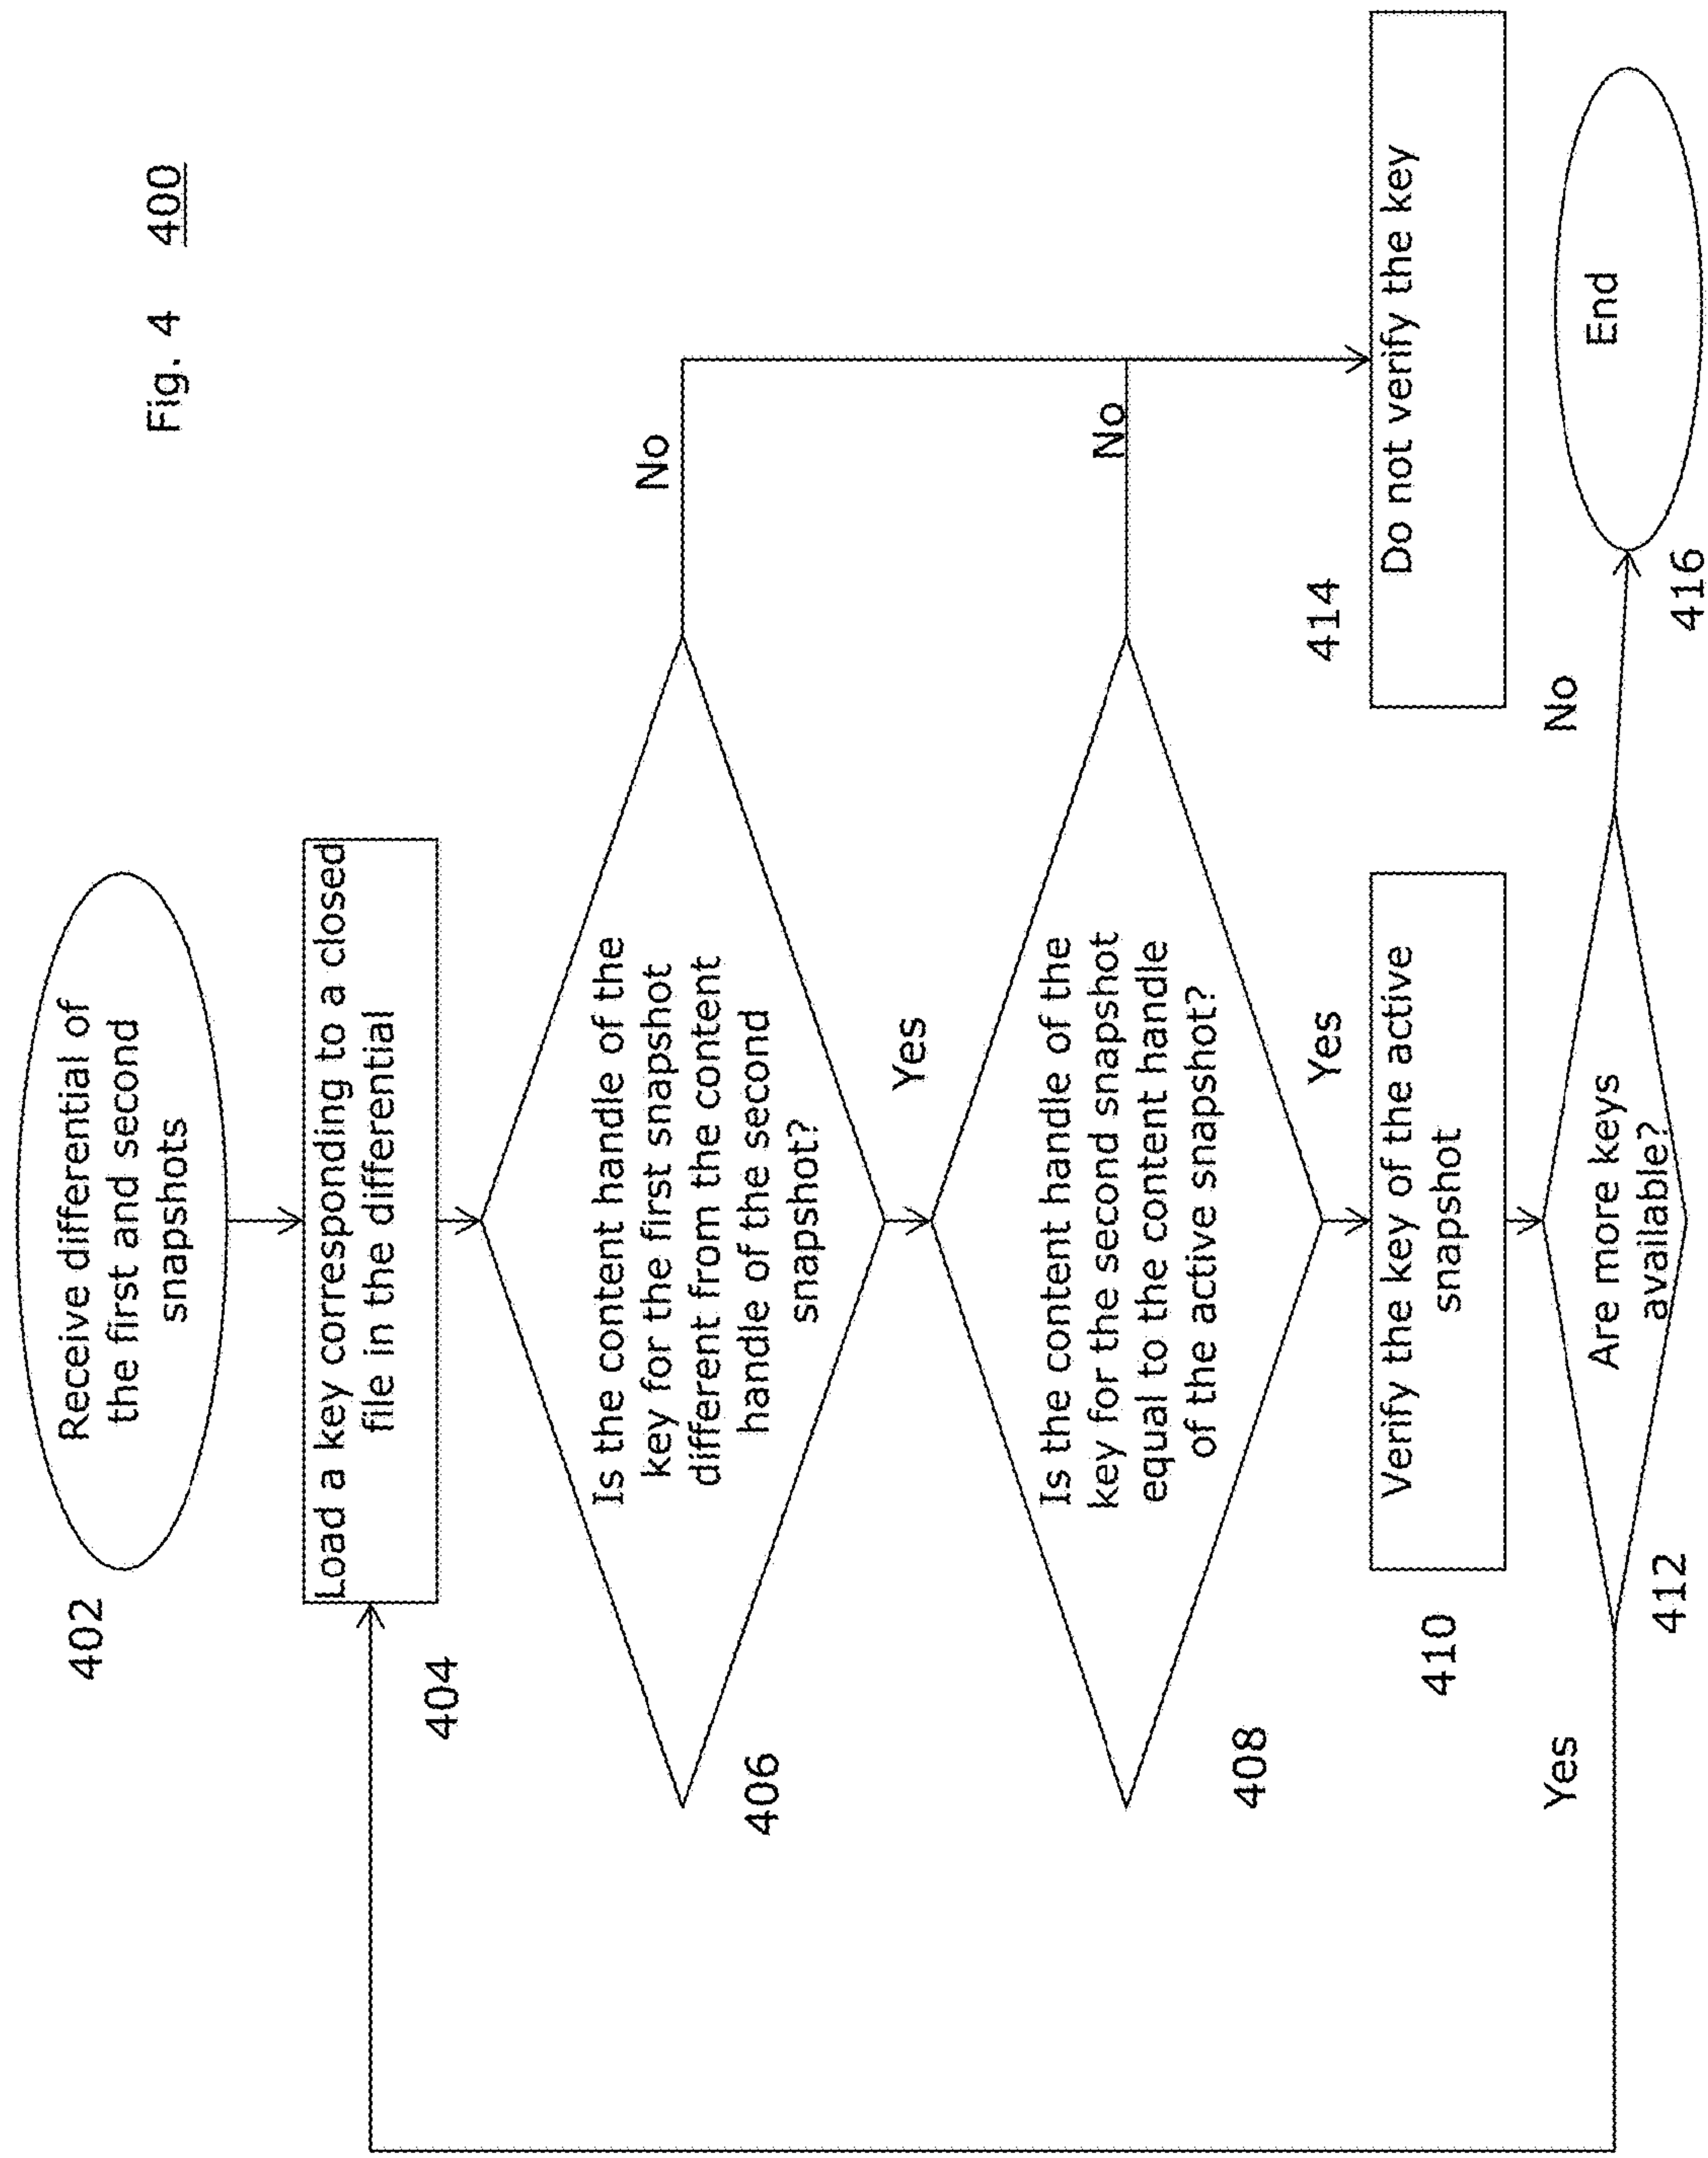 Fig. 4 400
402
Receive differential of
the first and second
snapshots
404
Load a key corresponding to a closed
file in the differential
406
Is the content handle of the
key for the first snapshot
different from the content
handle of the second
snapshot?
No
Yes
408
Is the content handle of the
key for the second snapshot
equal to the content handle
of the active snapshot?
No
Yes
410
Verify the key of the active
snapshot
414
Do not verify the key
Yes
412
Are more keys
available?
No
416
End